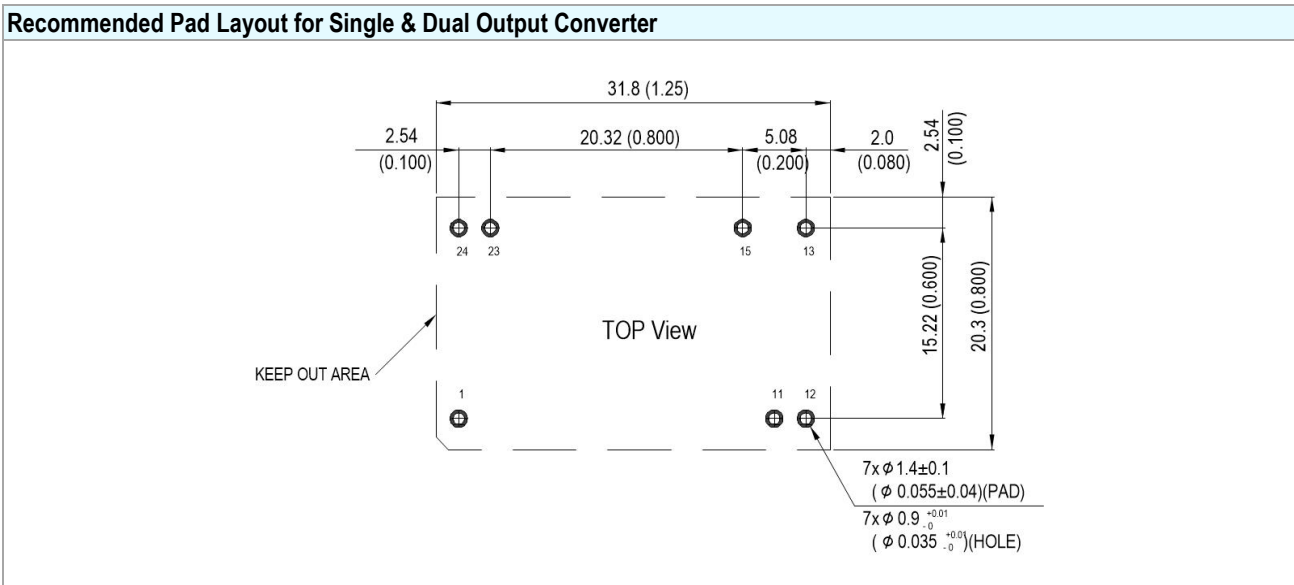 Recommended Pad Layout for Single & Dual Output Converter
31.8 (1.25)
2.54
(0.100)
20.32 (0.800)
5.08
(0.200)
2.0
(0.080)
2.54
(0.100)
24
23
15
13
TOP View
15.22 (0.600)
20.3 (0.800)
KEEP OUT AREA
1
11
12
7x ϕ 1.4±0.1
( ϕ 0.055±0.04)(PAD)
7x ϕ 0.9 +0.01 -0
( ϕ 0.035 +0.01 -0 )(HOLE)